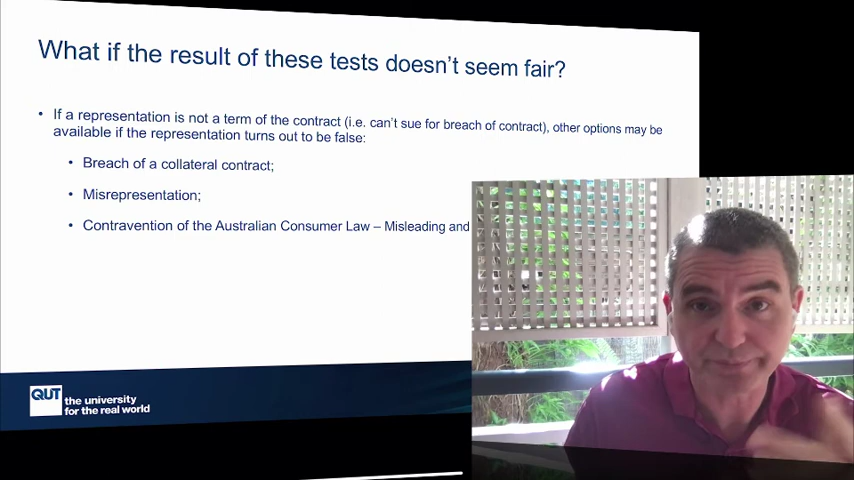 What if the result of these tests doesn't seem fair?
• If a representation is not a term of the contract (i.e. can't sue for breach of contract), other options may be
available if the representation turns out to be false:
• Breach of a collateral contract;
• Misrepresentation;
• Contravention of the Australian Consumer Law – Misleading and
QUT
the university
for the real world